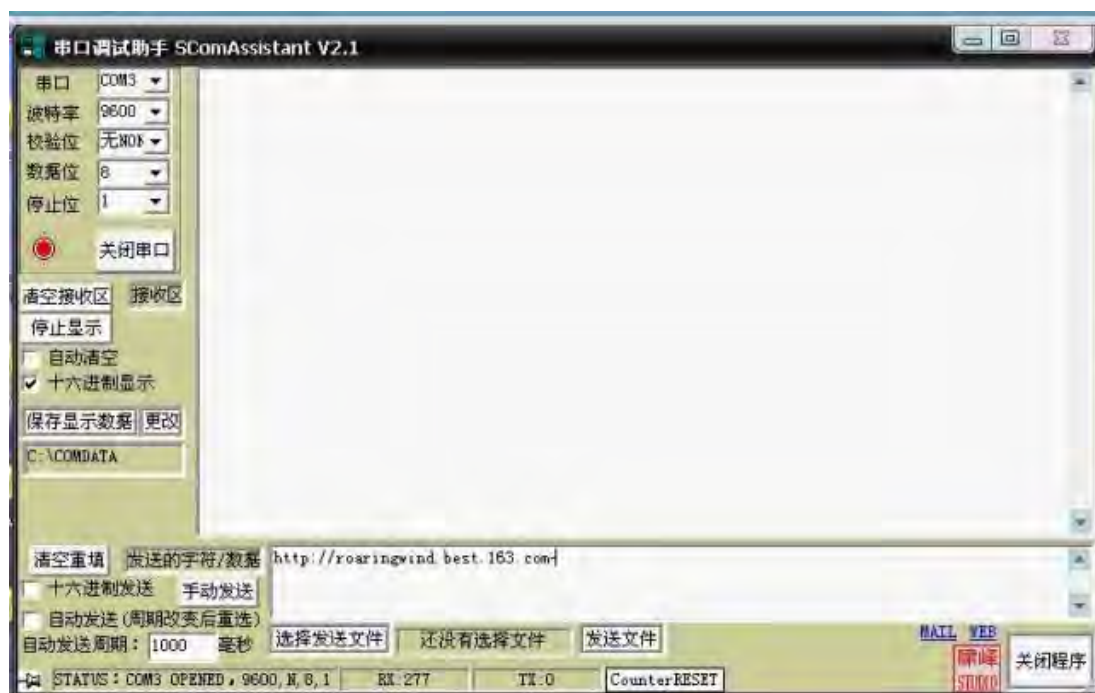 串口调试助手 SComAssistant V2.1
串口 COM3
波特率 9600
校验位 无NON
数据位 8
停止位 1
关闭串口
清空接收区 接收区
停止显示
自动清空
十六进制显示
保存显示数据 更改
C:\COMDATA
清空重填 发送的字符/数据 http://roaringwind.best.163.com
十六进制发送 手动发送
自动发送(周期改变后重选)
自动发送周期: 1000 毫秒 选择发送文件 还没有选择文件 发送文件 MAIL WEB
STUDIO 关闭程序
STATUS:COM3 OPENED,9600,N,8,1 RX:277 TX:0 CounterRESET